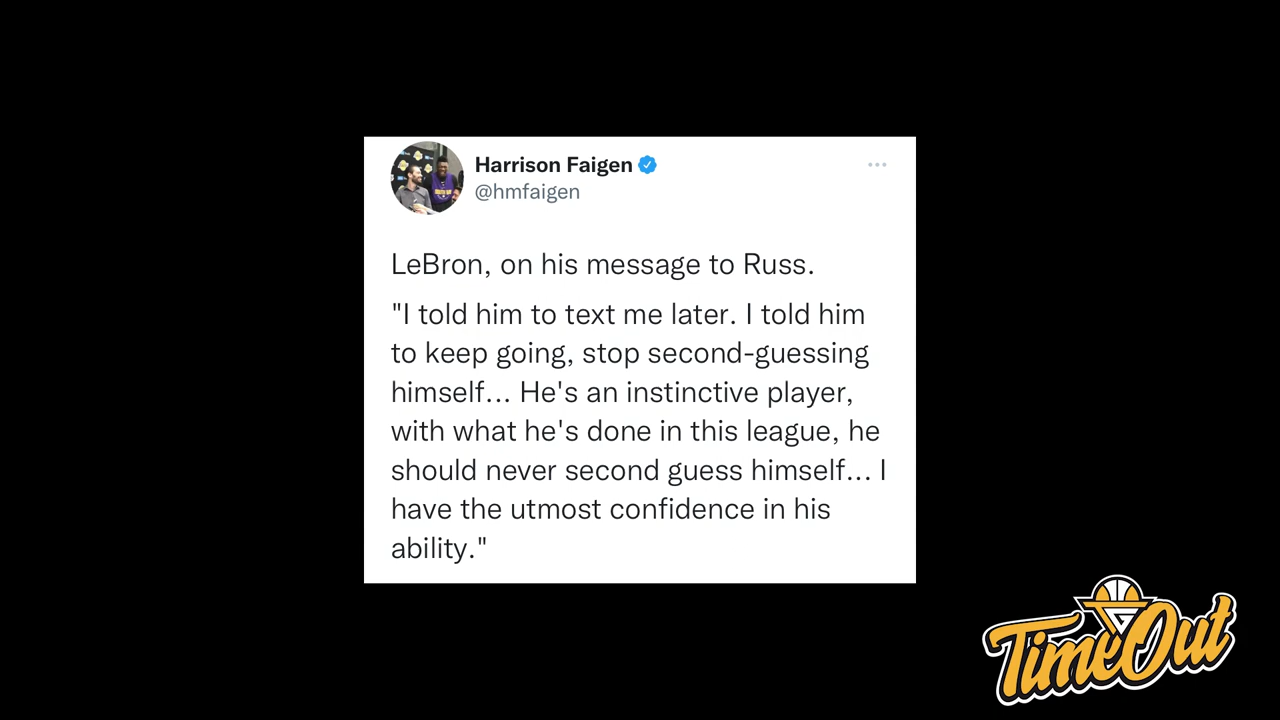 Harrison Faigen
@hmfaigen
LeBron, on his message to Russ.
"I told him to text me later. I told him
to keep going, stop second-guessing
himself... He's an instinctive player,
with what he's done in this league, he
should never second guess himself... I
have the utmost confidence in his
ability."
TimeOut